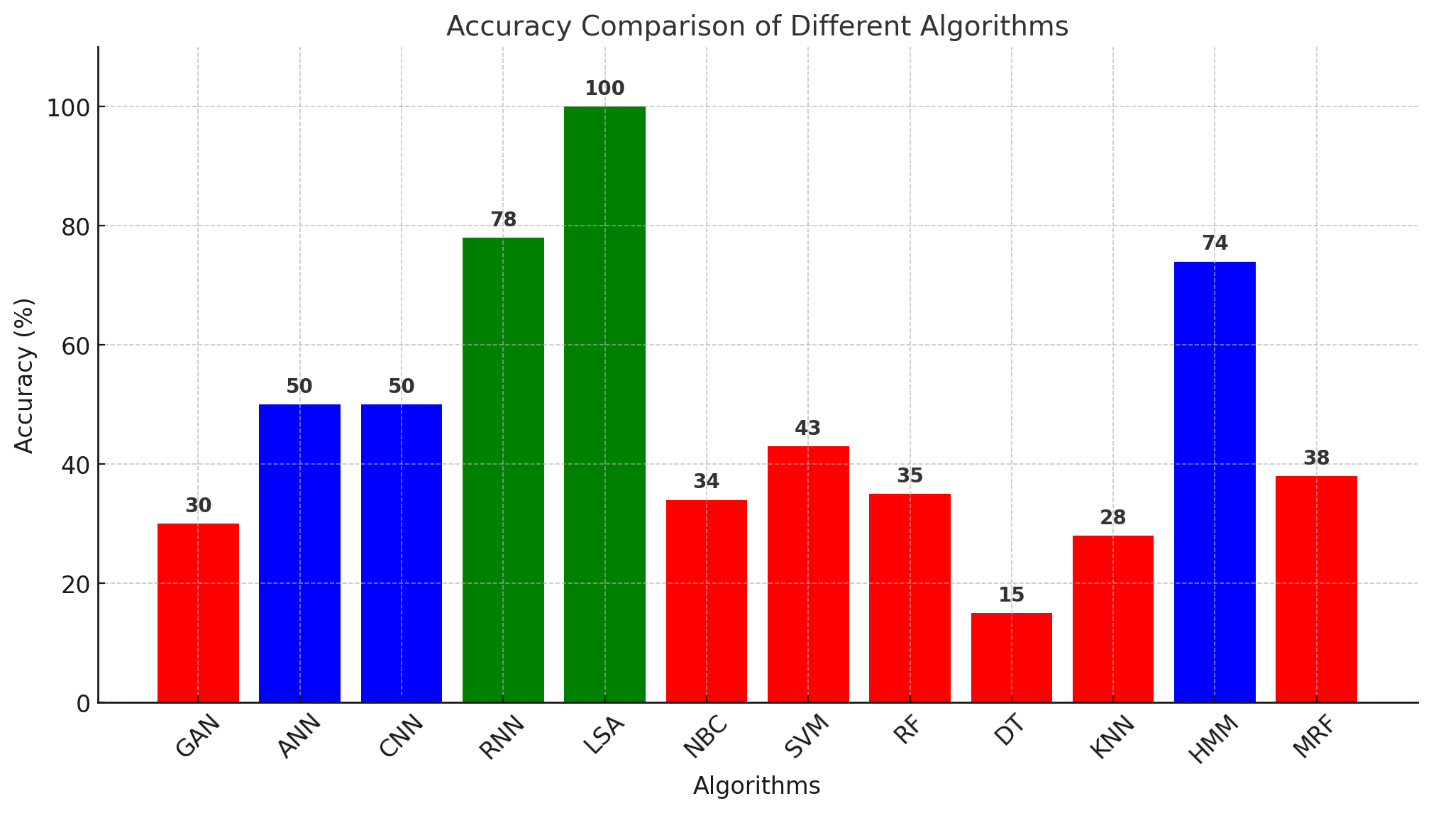 Accuracy Comparison of Different Algorithms
Accuracy (%)
100
80
60
40
20
0
30
50
50
78
100
34
43
35
15
28
74
38
GAN
ANN
CNN
RNN
LSA
NBC
SVM
RF
DT
KNN
HMM
MRF
Algorithms